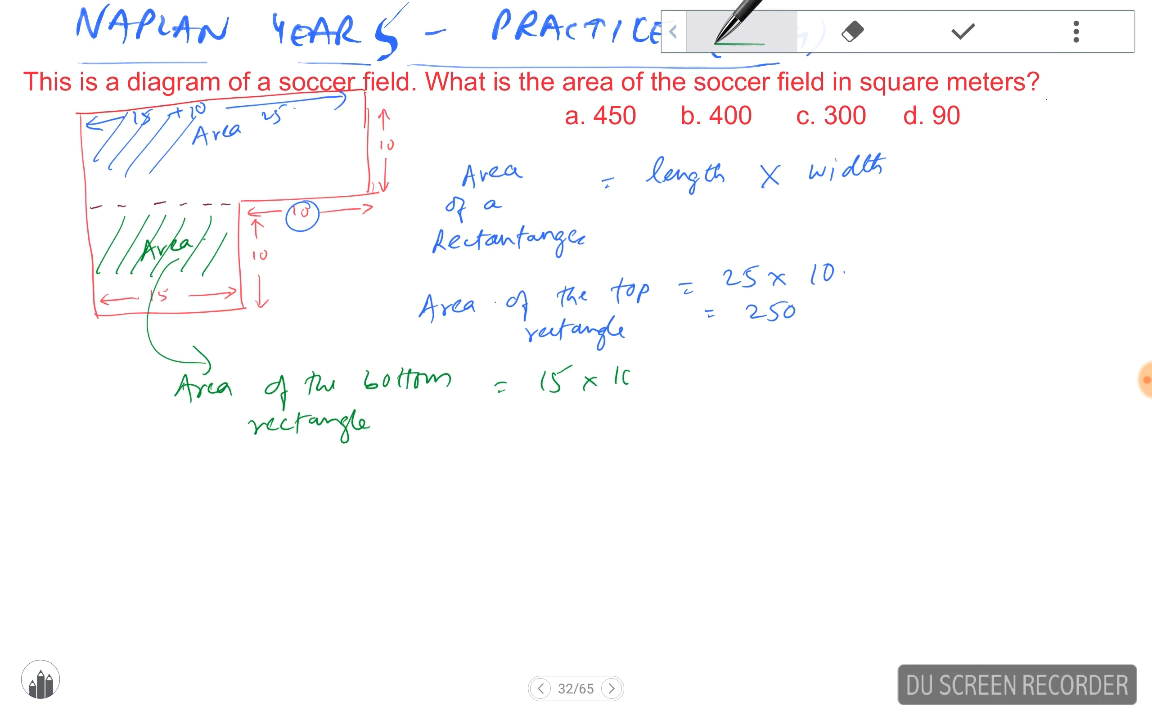 NAPLAN YEAR 5 - PRACTICE
This is a diagram of a soccer field. What is the area of the soccer field in square meters?
a. 450 b. 400 c. 300 d. 90
15 + 10 25
Area
10
10
10
Area
15
Area of a Rectantange = length X width
Area of the top rectangle = 25 x 10.
= 250
Area of the bottom rectangle = 15 x 10
32/65
DU SCREEN RECORDER